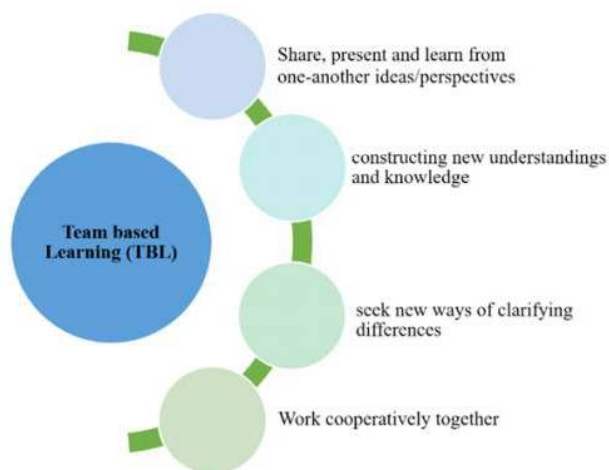 Share, present and learn from
one-another ideas/perspectives
constructing new understandings
and knowledge
Team based
Learning (TBL)
seek new ways of clarifying
differences
Work cooperatively together